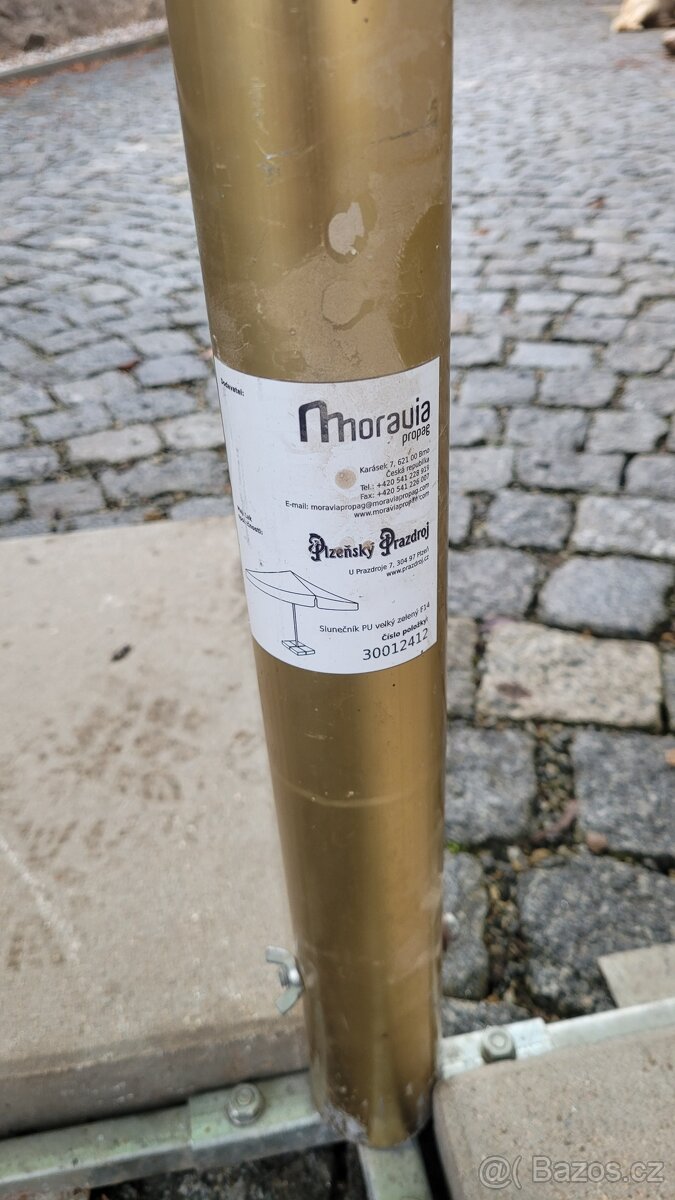 Dodavatel:
moravia
propag
Karásek 7, 621 00 Brno
Česká republika
Tel.: +420 541 228 919
Fax: +420 541 226 007
E-mail: moraviapropag@moraviapropag.com
www.moraviapropag.com
Plzeňský Prazdroj
U Prazdroje 7, 304 97 Plzeň
www.prazdroj.cz
Slunečník PU velký zelený F14
Číslo položky:
30012412
@( Bazos.cz